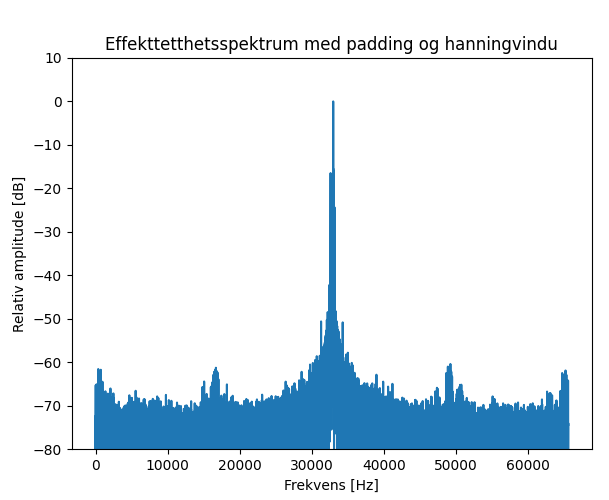 Effekttetthetsspektrum med padding og hanningvindu
10
0
−10
−20
−30
−40
−50
−60
−70
−80
Relativ amplitude [dB]
0 10000 20000 30000 40000 50000 60000
Frekvens [Hz]